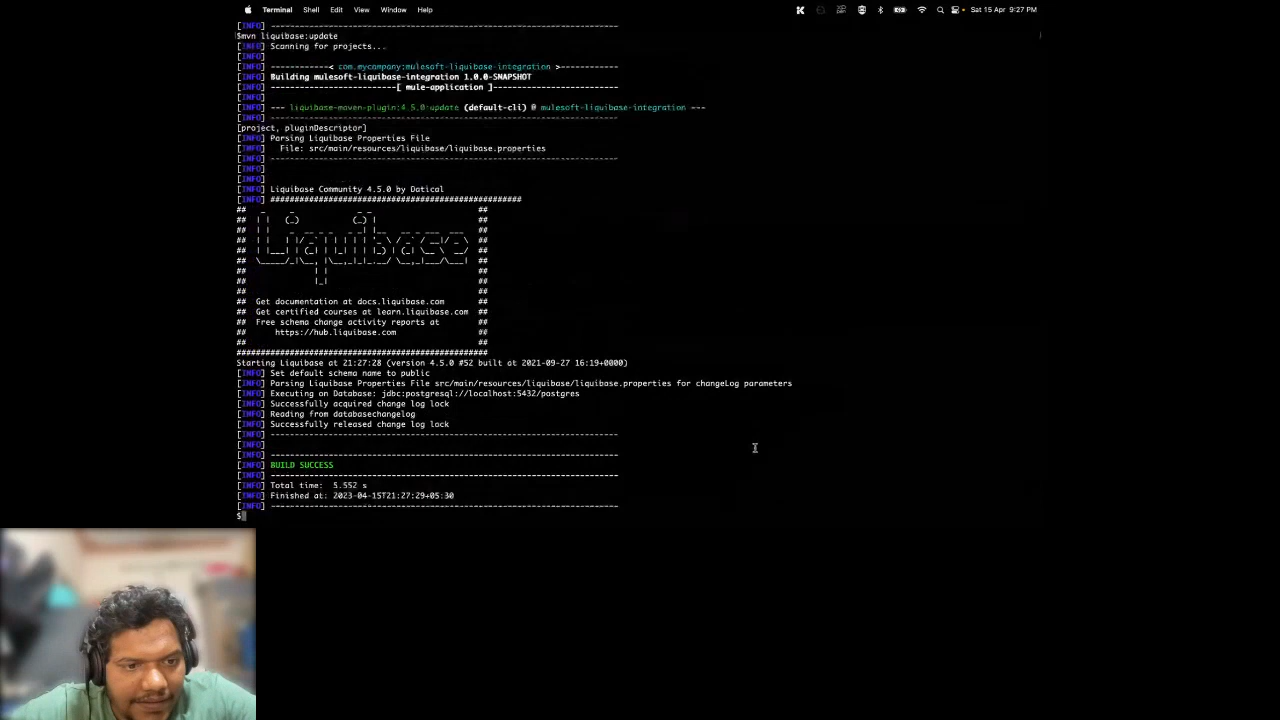 Terminal Shell Edit View Window Help Sat 15 Apr 9:27 PM
[INFO] ------------------------------------------------------------------------
$mvn liquibase:update
[INFO] Scanning for projects...
[INFO]
[INFO] ------------< com.mycompany:mulesoft-liquibase-integration >------------
[INFO] Building mulesoft-liquibase-integration 1.0.0-SNAPSHOT
[INFO] --------------------------[ mule-application ]--------------------------
[INFO]
[INFO] --- liquibase-maven-plugin:4.5.0:update (default-cli) @ mulesoft-liquibase-integration ---
[INFO] ------------------------------------------------------------------------
[project, pluginDescriptor]
[INFO] Parsing Liquibase Properties File
[INFO]   File: src/main/resources/liquibase/liquibase.properties
[INFO] ------------------------------------------------------------------------
[INFO]
[INFO]
[INFO] Liquibase Community 4.5.0 by Datical
[INFO] ####################################################
Liquibase
## Get documentation at docs.liquibase.com ##
## Get certified courses at learn.liquibase.com ##
## Free schema change activity reports at ##
## https://hub.liquibase.com ##
## ##
####################################################
Starting Liquibase at 21:27:28 (version 4.5.0 #52 built at 2021-09-27 16:19+0000)
[INFO] Set default schema name to public
[INFO] Parsing Liquibase Properties File src/main/resources/liquibase/liquibase.properties for changeLog parameters
[INFO] Executing on Database: jdbc:postgresql://localhost:5432/postgres
[INFO] Successfully acquired change log lock
[INFO] Reading from databasechangelog
[INFO] Successfully released change log lock
[INFO] ------------------------------------------------------------------------
[INFO]
[INFO] ------------------------------------------------------------------------
[INFO] BUILD SUCCESS
[INFO] ------------------------------------------------------------------------
[INFO] Total time:  5.552 s
[INFO] Finished at: 2023-04-15T21:27:29+05:30
[INFO] ------------------------------------------------------------------------
$